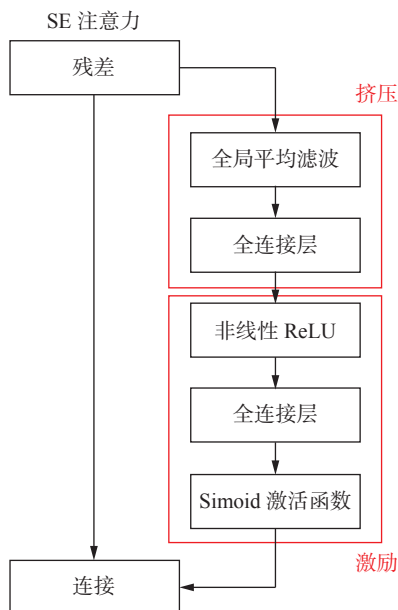 SE 注意力
残差
挤压
全局平均滤波
全连接层
非线性 ReLU
全连接层
Simoid 激活函数
激励
连接